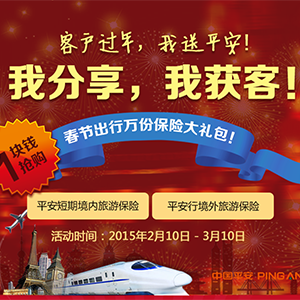 客户过年，我送平安！
我分享，我获客！
春节出行万份保险大礼包！
1块钱
抢购
平安短期境内旅游保险
平安行境外旅游保险
活动时间：2015年2月10日 - 3月10日
中国平安 PINGAN